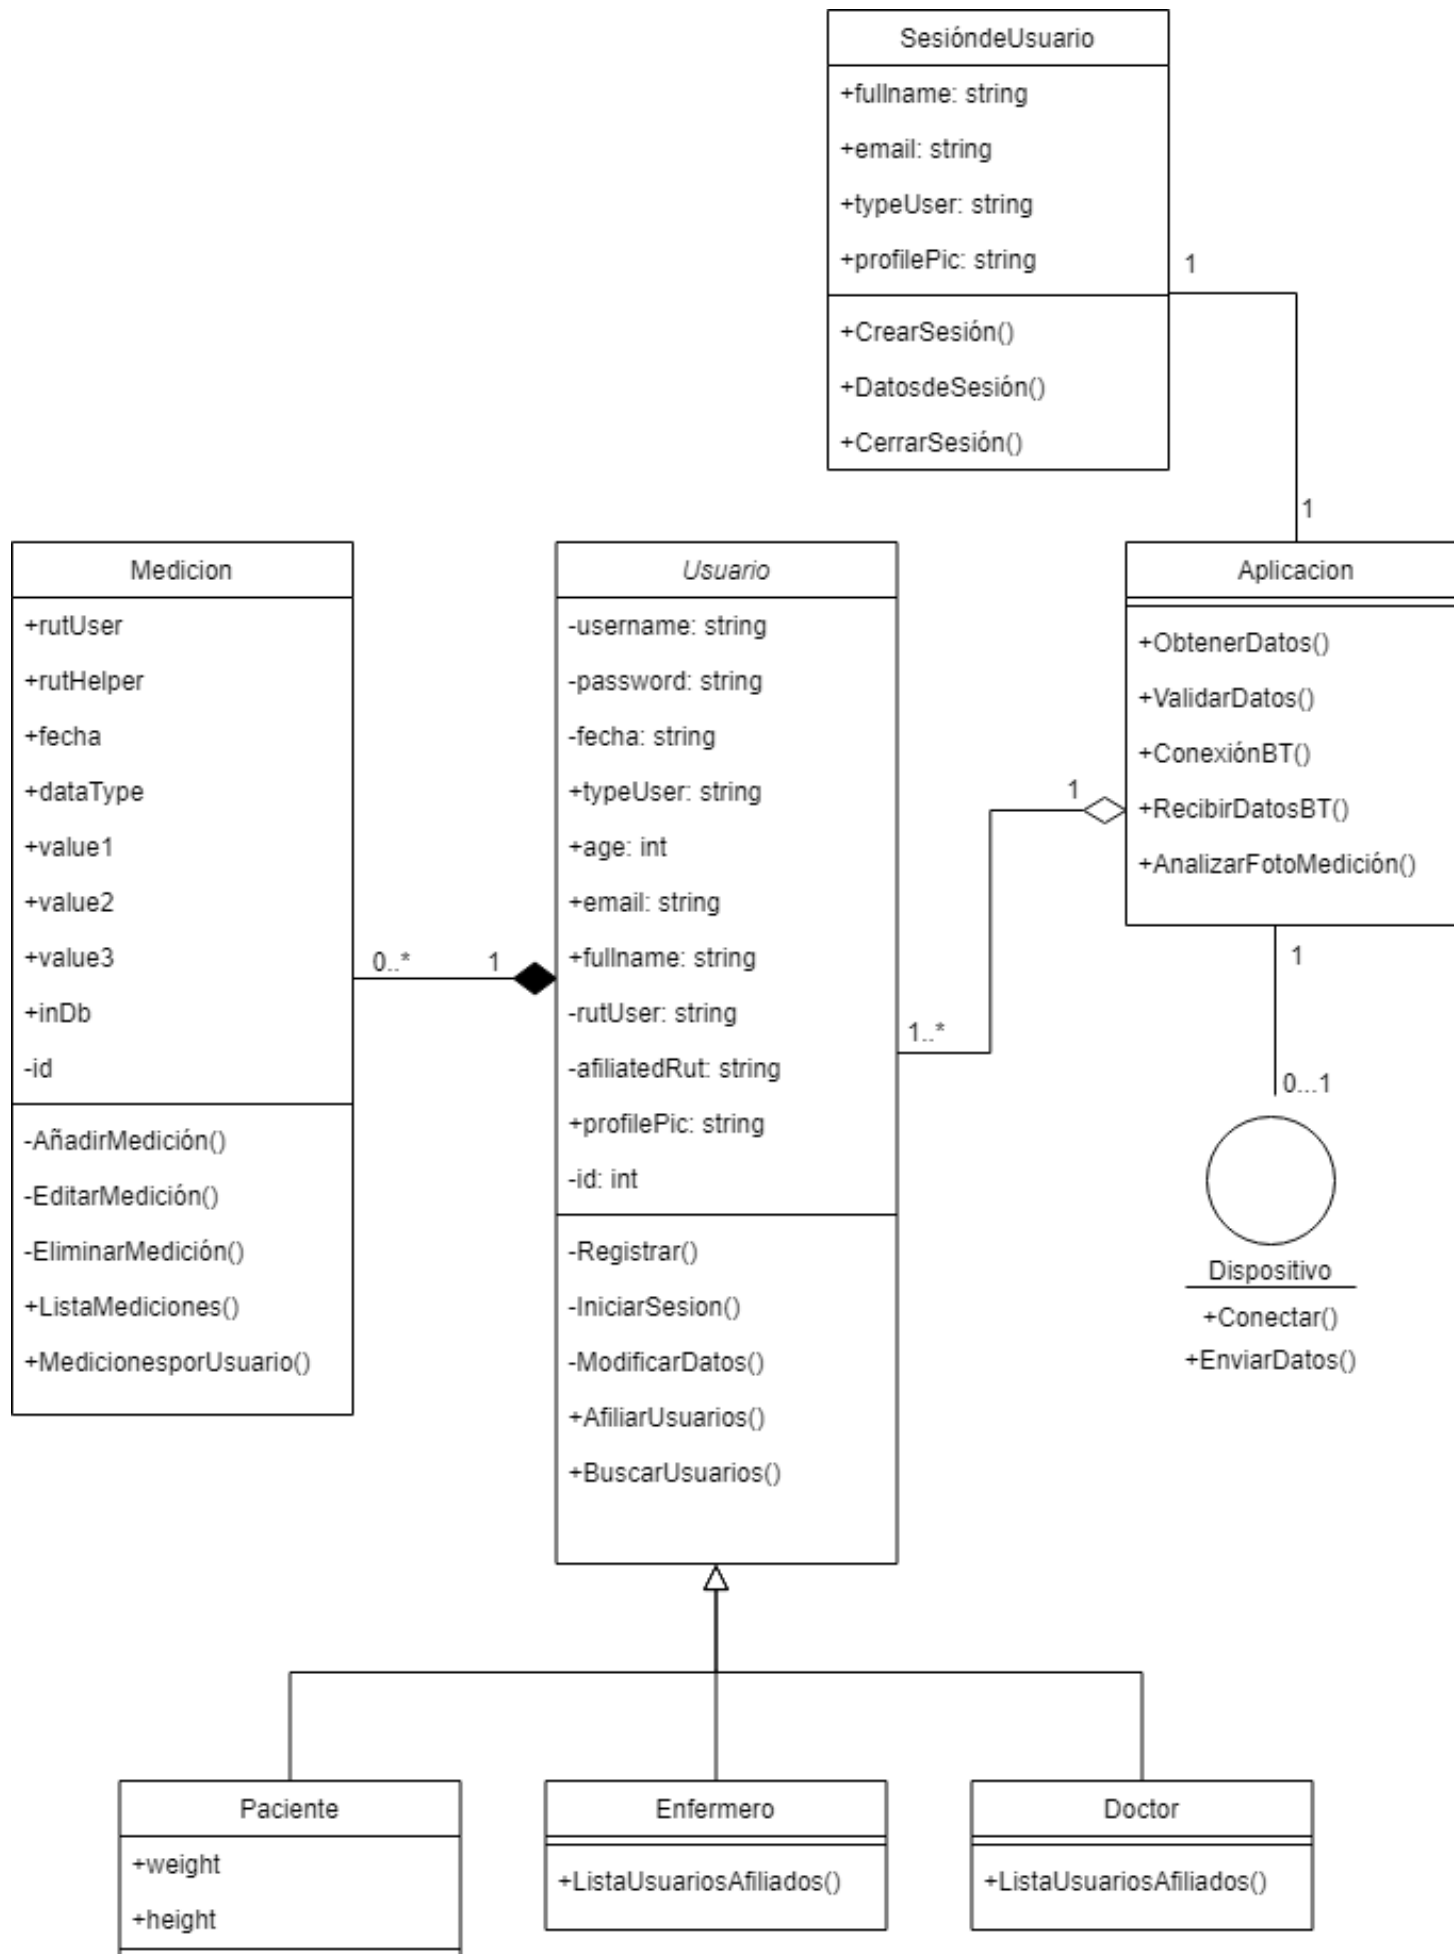 SesióndeUsuario
+fullname: string
+email: string
+typeUser: string
+profilePic: string
+CrearSesión()
+DatosdeSesión()
+CerrarSesión()
1
1
Medicion
+rutUser
+rutHelper
+fecha
+dataType
+value1
+value2
+value3
+inDb
-id
-AñadirMedición()
-EditarMedición()
-EliminarMedición()
+ListaMediciones()
+MedicionesporUsuario()
0..*
1
Usuario
-username: string
-password: string
-fecha: string
+typeUser: string
+age: int
+email: string
+fullname: string
-rutUser: string
-afiliatedRut: string
+profilePic: string
-id: int
-Registrar()
-IniciarSesion()
-ModificarDatos()
+AfiliarUsuarios()
+BuscarUsuarios()
1..*
1
Aplicacion
+ObtenerDatos()
+ValidarDatos()
+ConexiónBT()
+RecibirDatosBT()
+AnalizarFotoMedición()
1
0...1
Dispositivo
+Conectar()
+EnviarDatos()
Paciente
+weight
+height
Enfermero
+ListaUsuariosAfiliados()
Doctor
+ListaUsuariosAfiliados()